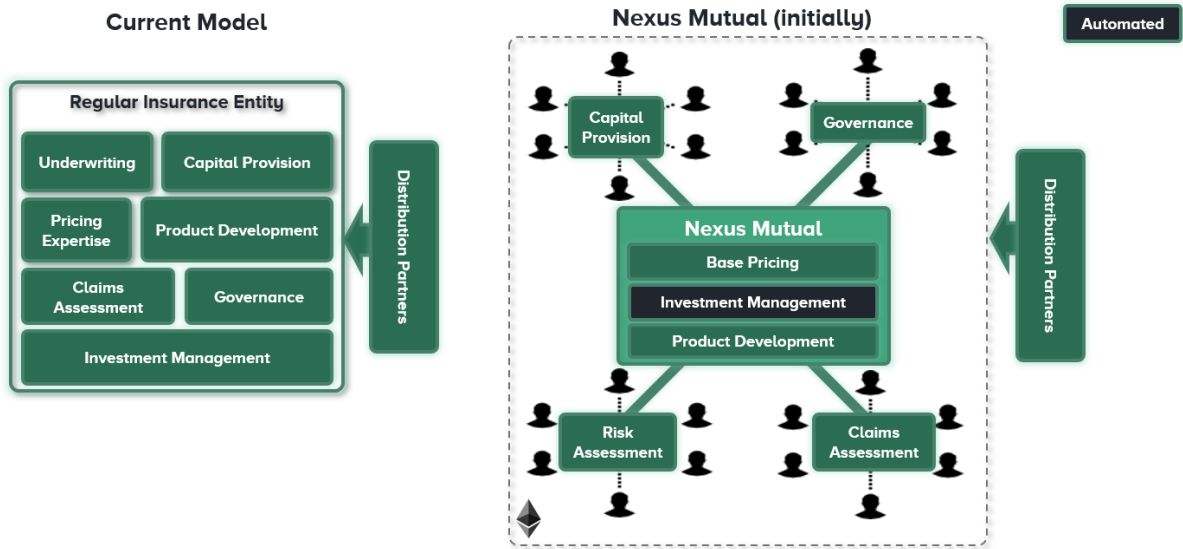 Current Model
Regular Insurance Entity
Underwriting
Capital Provision
Pricing
Expertise
Product Development
Claims
Assessment
Governance
Investment Management
Distribution Partners
Nexus Mutual (initially)
Capital
Provision
Governance
Nexus Mutual
Base Pricing
Investment Management
Product Development
Risk
Assessment
Claims
Assessment
Distribution Partners
Automated